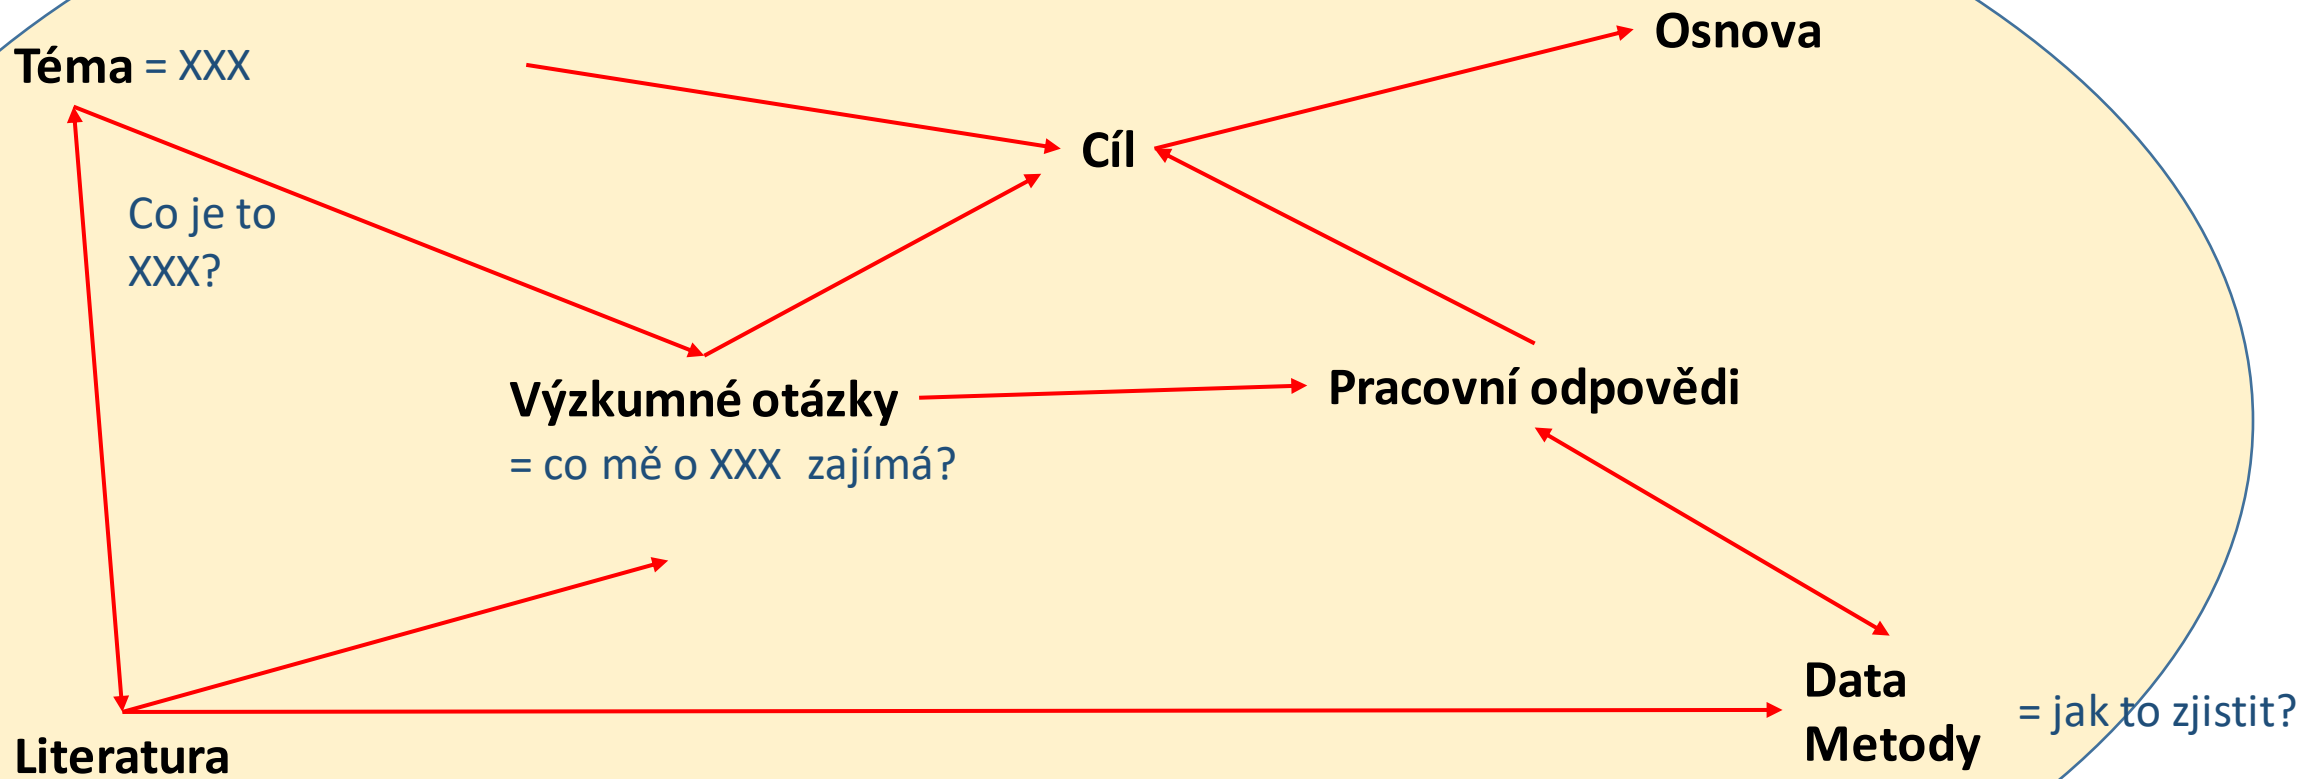 Osnova
Téma = XXX
Cíl
Co je to
XXX?
Výzkumné otázky
= co mě o XXX zajímá?
Pracovní odpovědi
Data
Metody
= jak to zjistit?
Literatura